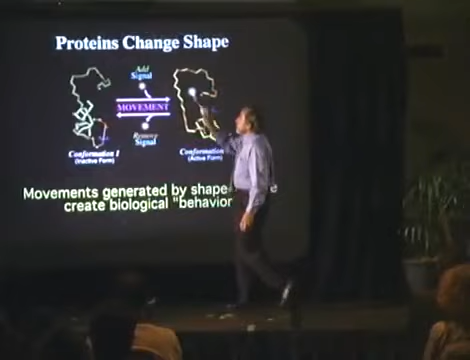 Proteins Change Shape
Add
Signal
MOVEMENT
Remove
Signal
Conformation 1
(Inactive Form)
Conformation
(Active Form)
Movements generated by shape
create biological "behavior